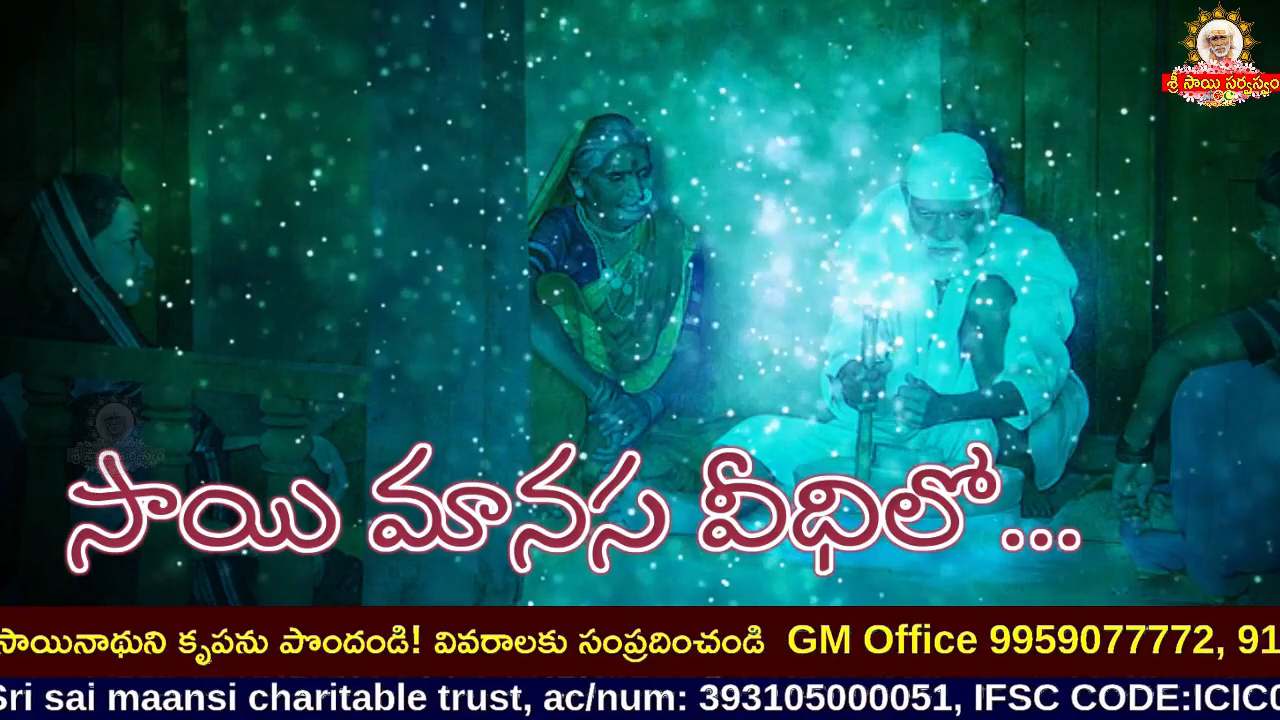 శ్రీ సాయి సర్వస్వం
సాయి మానస వీధిలో...
సాయినాథుని కృపను పొందండి! వివరాలకు సంప్రదించండి GM Office 9959077772, 91
Sri sai maansi charitable trust, ac/num: 393105000051, IFSC CODE:ICIC0